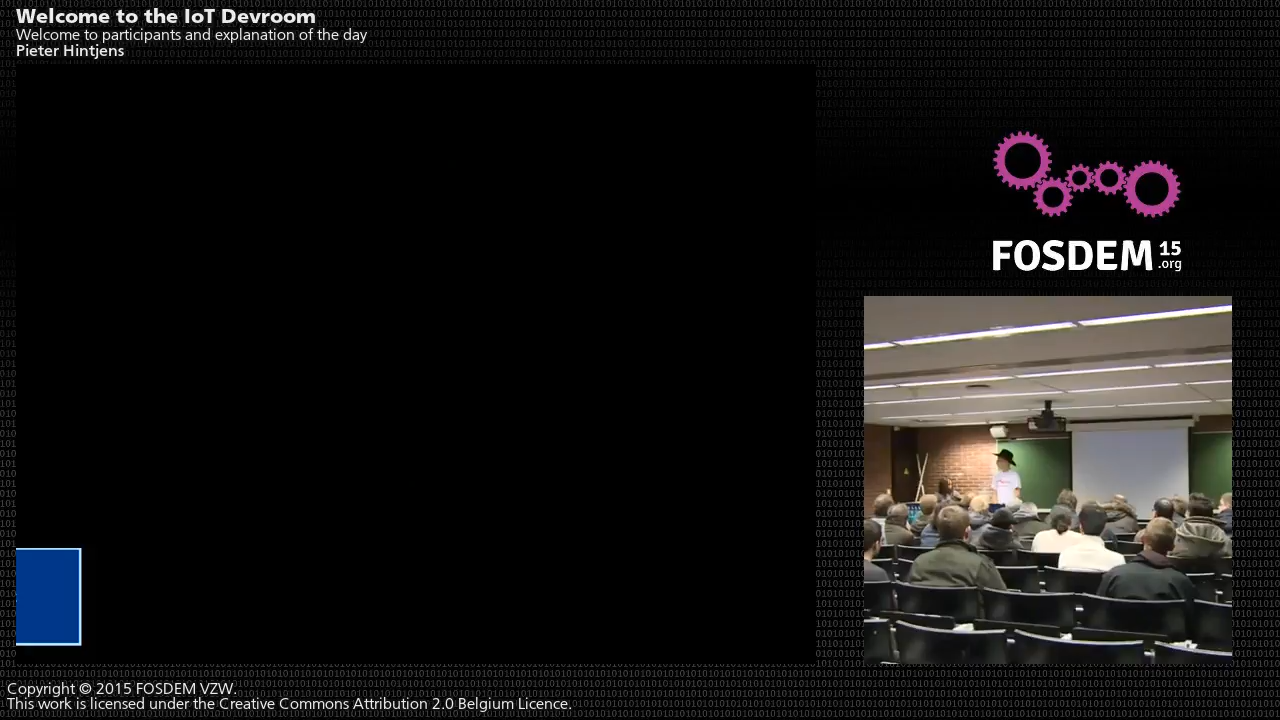 Welcome to the IoT Devroom
Welcome to participants and explanation of the day
Pieter Hintjens
FOSDEM 15
.org
Copyright © 2015 FOSDEM VZW.
This work is licensed under the Creative Commons Attribution 2.0 Belgium Licence.